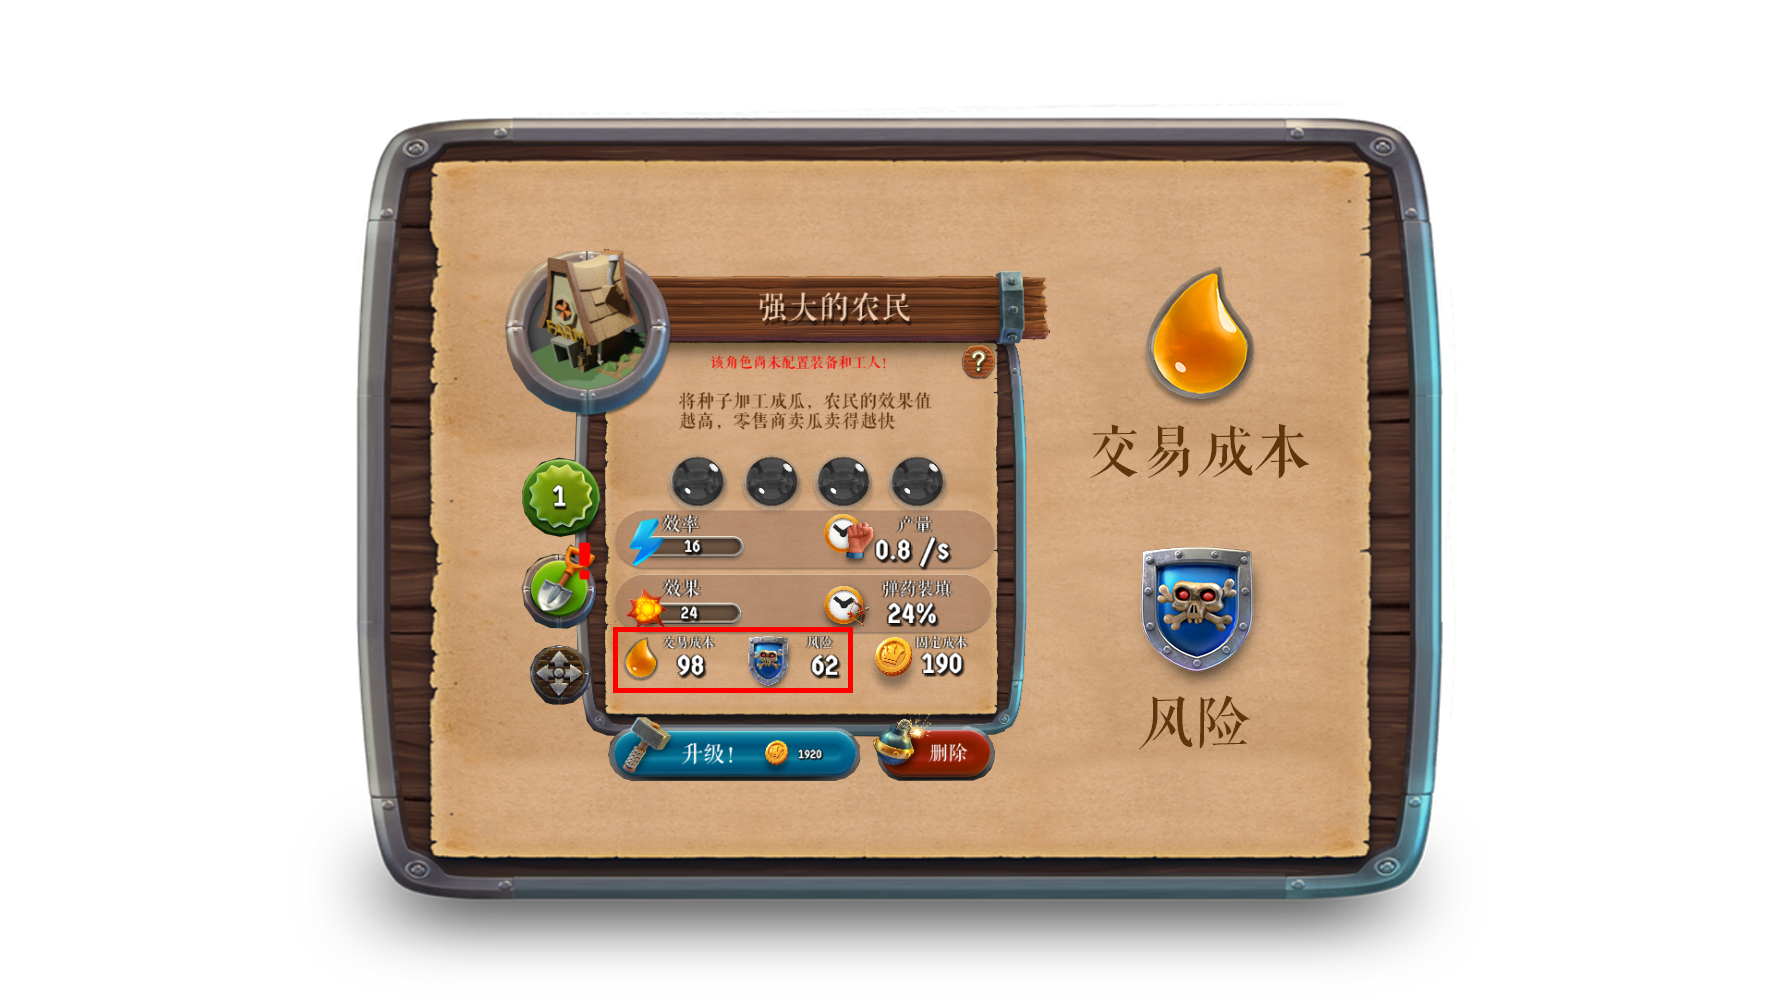 强大的农民
该角色尚未配置装备和工人!
?
将种子加工成瓜，农民的效果值
越高，零售商卖瓜卖得越快
1
效率
16
产量
0.8 /s
效果
24
弹药装填
24%
交易成本
98
风险
62
固定成本
190
升级!
1920
删除
交易成本
风险